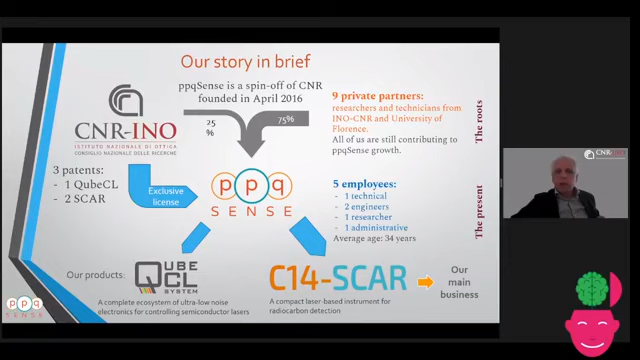 Our story in brief
ppqSense is a spin-off of CNR
founded in April 2016
25
%
75%
CNR-INO
ISTITUTO NAZIONALE DI OTTICA
CONSIGLIO NAZIONALE DELLE RICERCHE
9 private partners:
researchers and technicians from
INO-CNR and University of
Florence.
All of us are still contributing to
ppqSense growth.
The roots
3 patents:
- 1 QubeCL
- 2 SCAR
Exclusive
license
ppq
SENSE
5 employees:
- 1 technical
- 2 engineers
- 1 researcher
- 1 administrative
Average age: 34 years
The present
Our products:
QUBE
CL
SYSTEM
A complete ecosystem of ultra-low noise
electronics for controlling semiconductor lasers
C14-SCAR
A compact laser-based instrument for
radiocarbon detection
Our
main
business
ppq
SENSE
CNR-INO